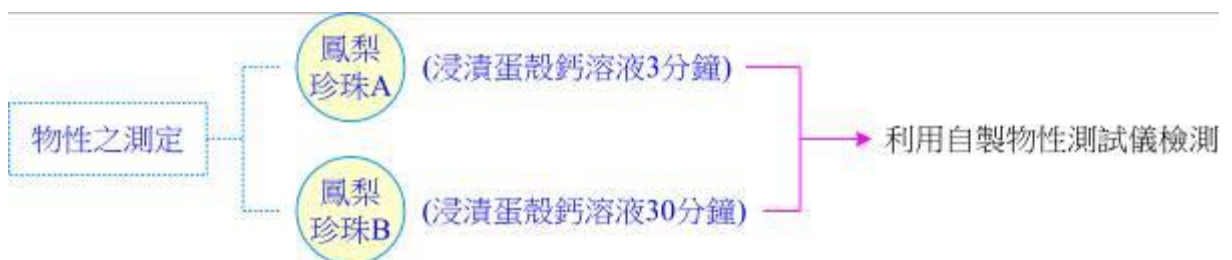 鳳梨
珍珠A
(浸漬蛋殼鈣溶液3分鐘)
物性之測定
利用自製物性測試儀檢測
鳳梨
珍珠B
(浸漬蛋殼鈣溶液30分鐘)